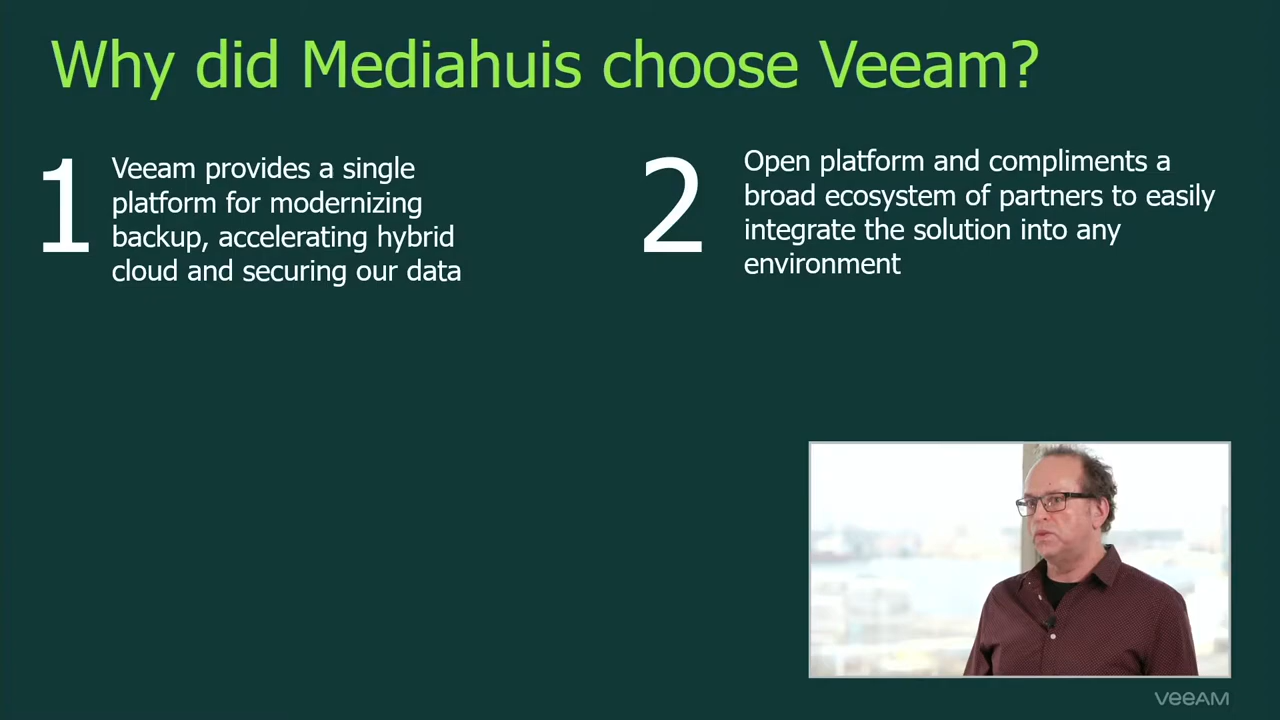 Why did Mediahuis choose Veeam?
1
Veeam provides a single
platform for modernizing
backup, accelerating hybrid
cloud and securing our data
2
Open platform and compliments a
broad ecosystem of partners to easily
integrate the solution into any
environment
veeAM